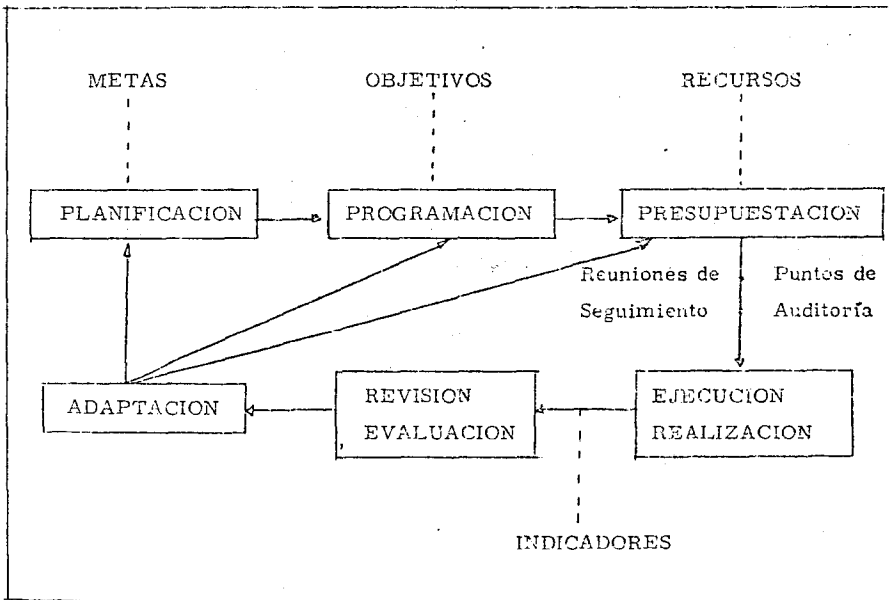 METAS OBJETIVOS RECURSOS
PLANIFICACION PROGRAMACION PRESUPUESTACION
Reuniones de Puntos de
Seguimiento Auditoría
ADAPTACION
REVISION
EVALUACION
EJECUCION
REALIZACION
INDICADORES